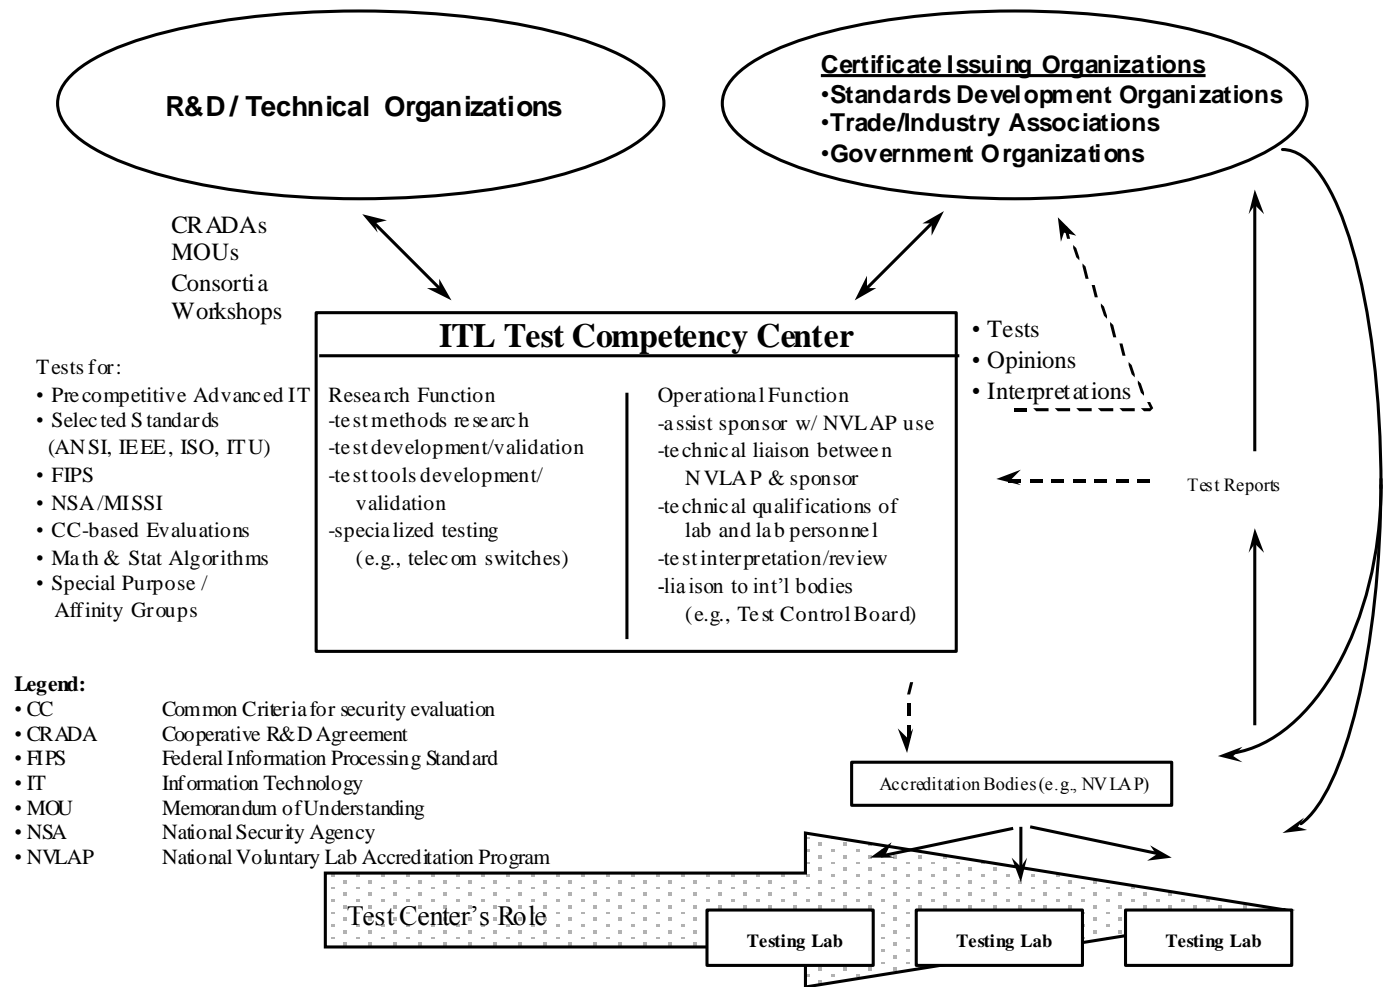 R&D / Technical Organizations
Certificate Issuing Organizations
•Standards Development Organizations
•Trade/Industry Associations
•Government Organizations
CRADAs
MOUs
Consortia
Workshops
ITL Test Competency Center
• Tests
• Opinions
• Interpretations
Tests for:
• Precompetitive Advanced IT
• Selected Standards
(ANSI, IEEE, ISO, ITU)
• FIPS
• NSA/MISSI
• CC-based Evaluations
• Math & Stat Algorithms
• Special Purpose /
Affinity Groups
Research Function
-test methods research
-test development/validation
-test tools development/
validation
-specialized testing
(e.g., telecom switches)
Operational Function
-assist sponsor w/ NVLAP use
-technical liaison between
NVLAP & sponsor
-technical qualifications of
lab and lab personnel
-test interpretation/review
-liaison to int'l bodies
(e.g., Test Control Board)
Test Reports
Legend:
• CC Common Criteria for security evaluation
• CRADA Cooperative R&D Agreement
• FIPS Federal Information Processing Standard
• IT Information Technology
• MOU Memorandum of Understanding
• NSA National Security Agency
• NVLAP National Voluntary Lab Accreditation Program
Accreditation Bodies (e.g., NVLAP)
Test Center's Role
Testing Lab
Testing Lab
Testing Lab